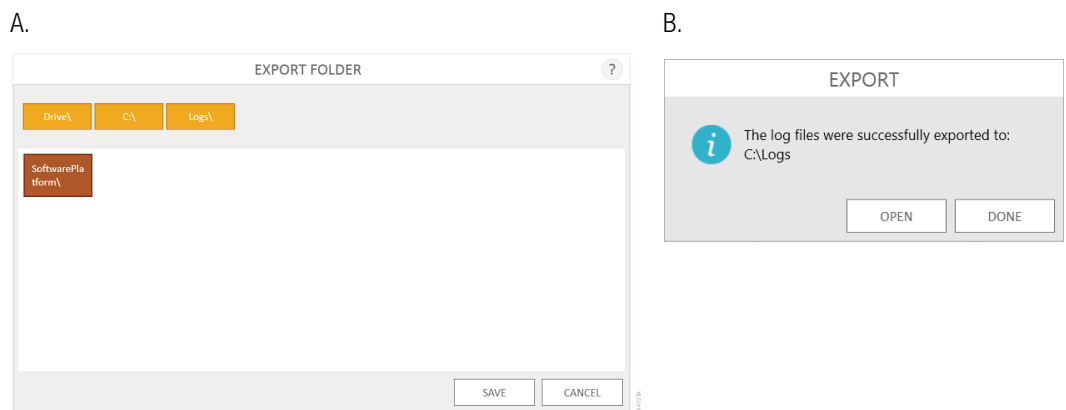 A.
B.
EXPORT FOLDER
?
Drive\
C:\
Logs\
SoftwarePla
tform\
SAVE
CANCEL
EXPORT
i
The log files were successfully exported to:
C:\Logs
OPEN
DONE